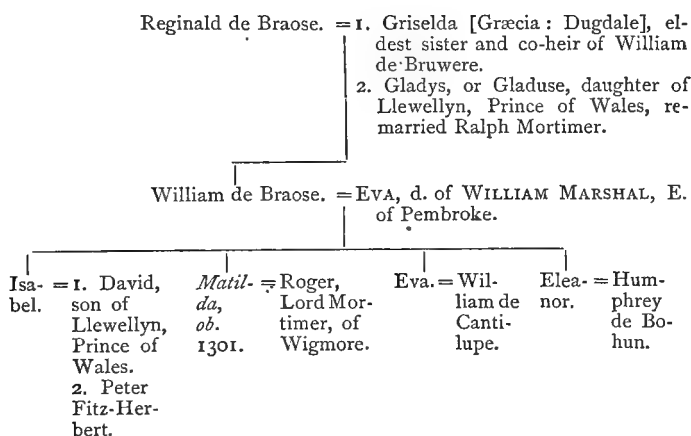 Reginald de Braose. = 1. Griselda [Græcia: Dugdale], el-
dest sister and co-heir of William
de Bruwere.
2. Gladys, or Gladuse, daughter of
Llewellyn, Prince of Wales, re-
married Ralph Mortimer.
William de Braose. = EVA, d. of WILLIAM MARSHAL, E.
of Pembroke.
Isa-
bel.
= 1. David,
son of
Llewellyn,
Prince of
Wales.
2. Peter
Fitz-Her-
bert.
Matil-
da,
ob.
1301.
= Roger,
Lord Mor-
timer, of
Wigmore.
Eva. = Wil-
liam de
Canti-
lupe.
Elea-
nor.
= Hum-
phrey
de Bo-
hun.